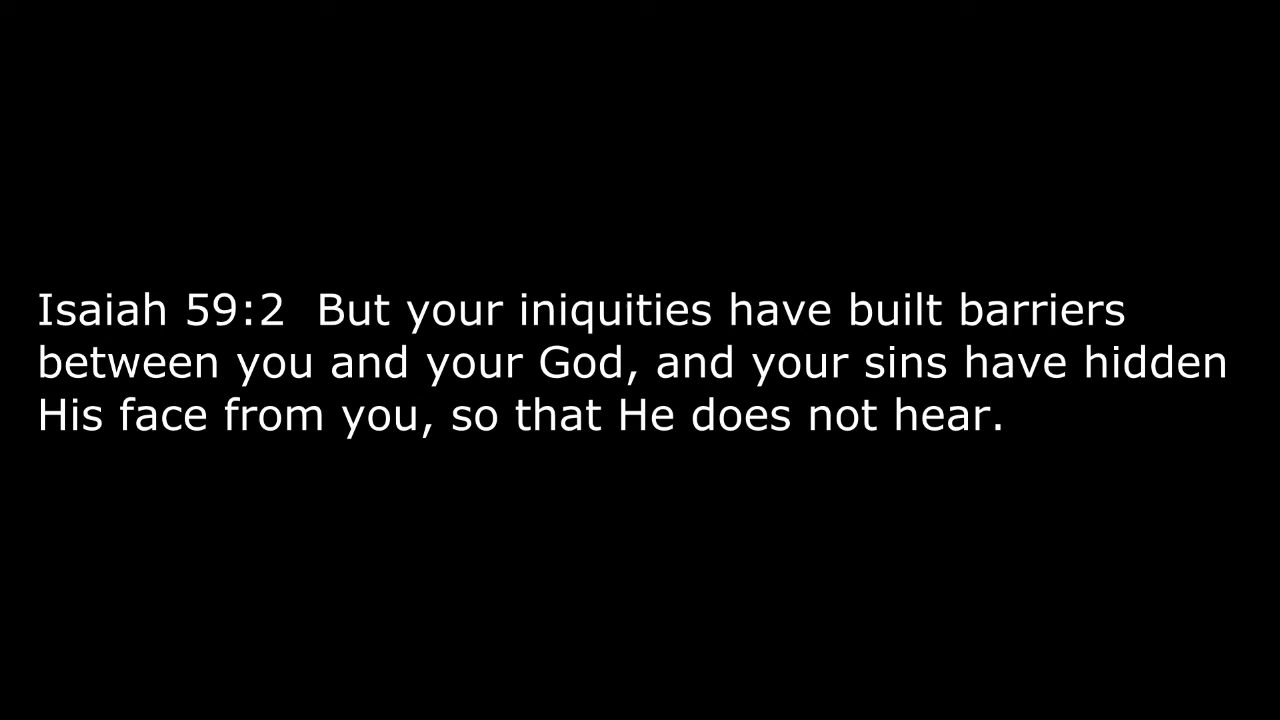 Isaiah 59:2  But your iniquities have built barriers
between you and your God, and your sins have hidden
His face from you, so that He does not hear.